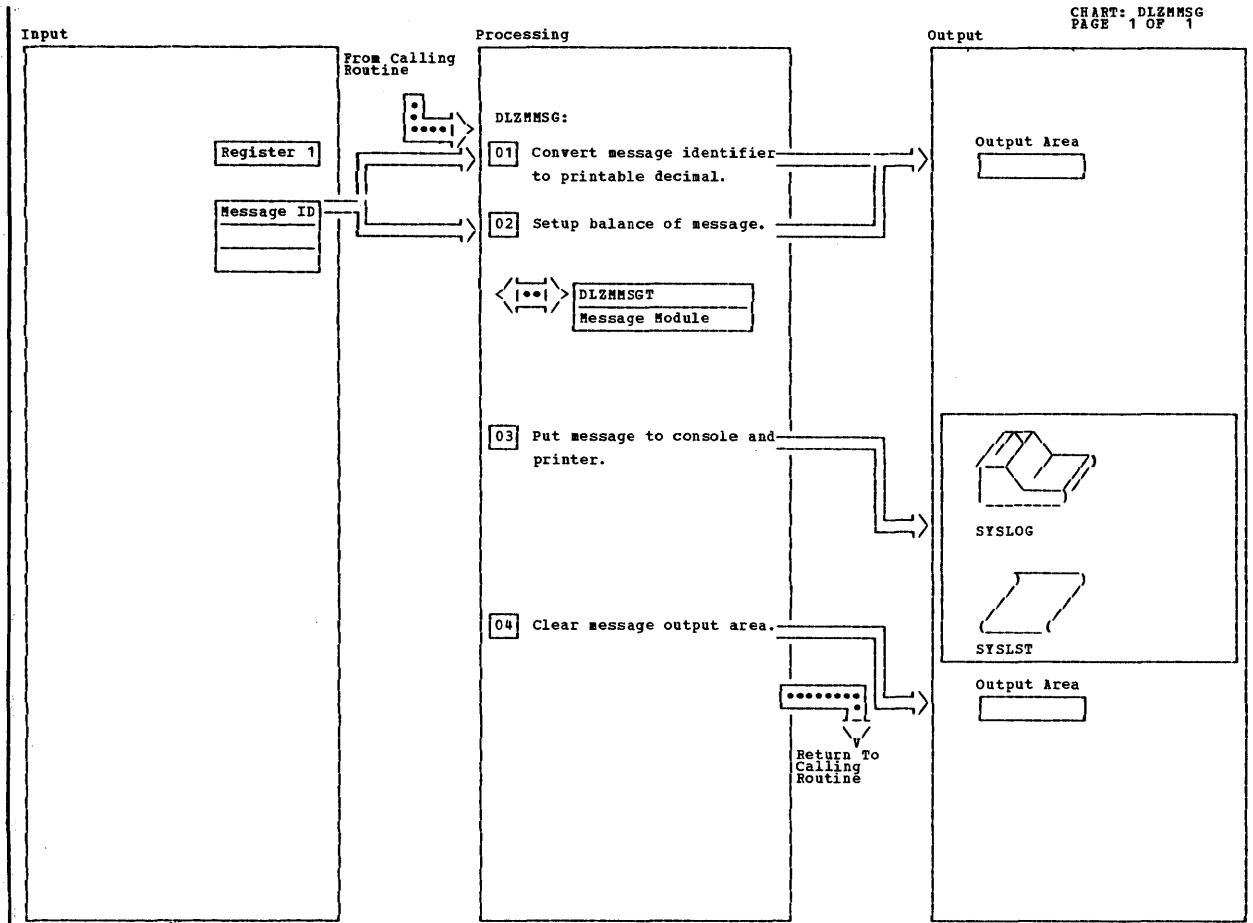 CHART: DLZMMSG
PAGE 1 OF 1
Input
Processing
Output
From Calling
Routine
DLZMMSG:
Register 1
01 Convert message identifier
to printable decimal.
Output Area
Message ID
02 Setup balance of message.
DLZMMSGT
Message Module
03 Put message to console and
printer.
SYSLOG
04 Clear message output area.
SYSLST
Output Area
Return To
Calling
Routine